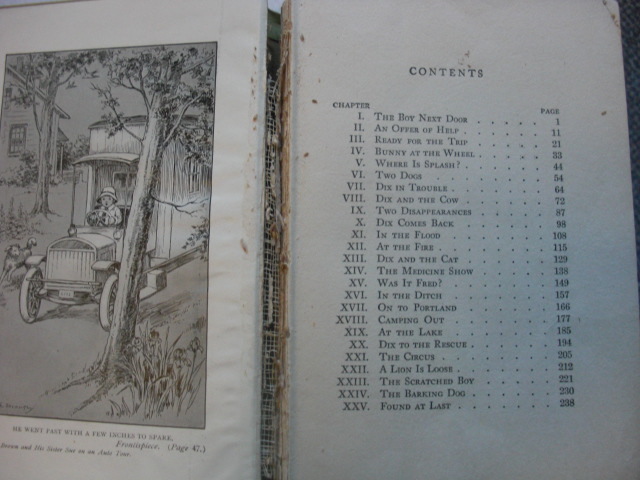 HE WENT PAST WITH A FEW INCHES TO SPARE.
Frontispiece. (Page 47.)
Brown and His Sister Sue on an Auto Tour.
CONTENTS
CHAPTER PAGE
I. THE BOY NEXT DOOR . . . . . 1
II. AN OFFER OF HELP . . . . . 11
III. READY FOR THE TRIP . . . . . 21
IV. BUNNY AT THE WHEEL . . . . . 33
V. WHERE IS SPLASH? . . . . . 44
VI. TWO DOGS . . . . . 54
VII. DIX IN TROUBLE . . . . . 64
VIII. DIX AND THE COW . . . . . 72
IX. TWO DISAPPEARANCES . . . . . 87
X. DIX COMES BACK . . . . . 98
XI. IN THE FLOOD . . . . . 108
XII. AT THE FIRE . . . . . 115
XIII. DIX AND THE CAT . . . . . 129
XIV. THE MEDICINE SHOW . . . . . 138
XV. WAS IT FRED? . . . . . 149
XVI. IN THE DITCH . . . . . 157
XVII. ON TO PORTLAND . . . . . 166
XVIII. CAMPING OUT . . . . . 177
XIX. AT THE LAKE . . . . . 185
XX. DIX TO THE RESCUE . . . . . 194
XXI. THE CIRCUS . . . . . 205
XXII. A LION IS LOOSE . . . . . 212
XXIII. THE SCRATCHED BOY . . . . . 221
XXIV. THE BARKING DOG . . . . . 230
XXV. FOUND AT LAST . . . . . 238